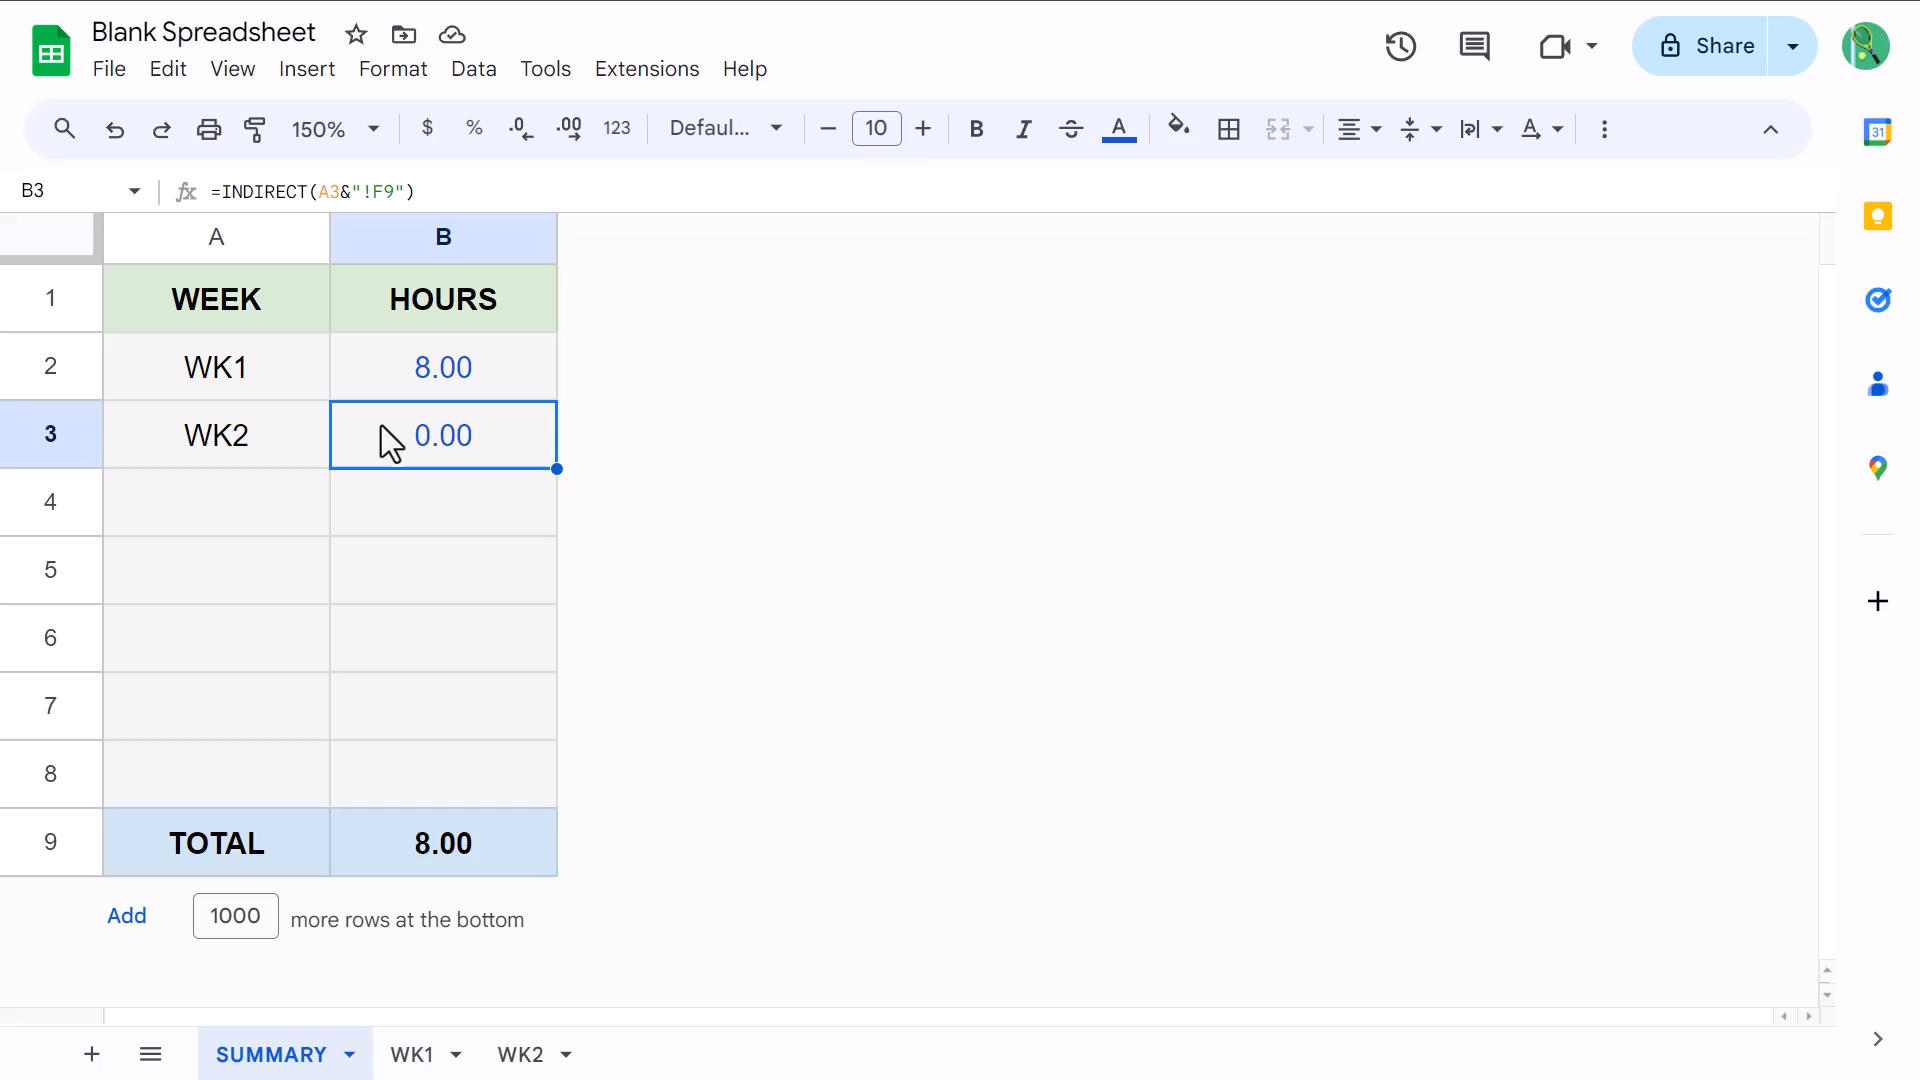 Blank Spreadsheet
File Edit View Insert Format Data Tools Extensions Help
Share
150% $ % .0 .00 123 Defaul... 10 B I A A
31
B3 fx =INDIRECT(A3&"!F9")
A B
1 WEEK HOURS
2 WK1 8.00
3 WK2 0.00
4
5
6
7
8
9 TOTAL 8.00
Add 1000 more rows at the bottom
SUMMARY WK1 WK2